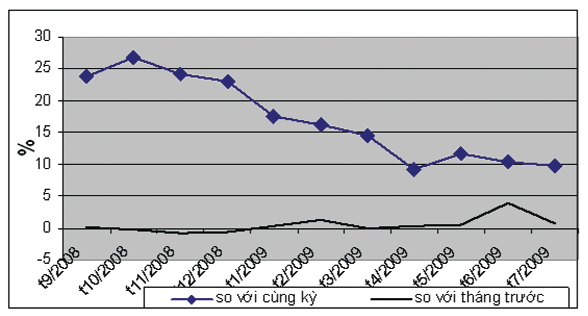 30
25
20
15
10
5
0
-5
%
t9/2008
t10/2008
t11/2008
t12/2008
t1/2009
t2/2009
t3/2009
t4/2009
t5/2009
t6/2009
t7/2009
so với cùng kỳ
so với tháng trước